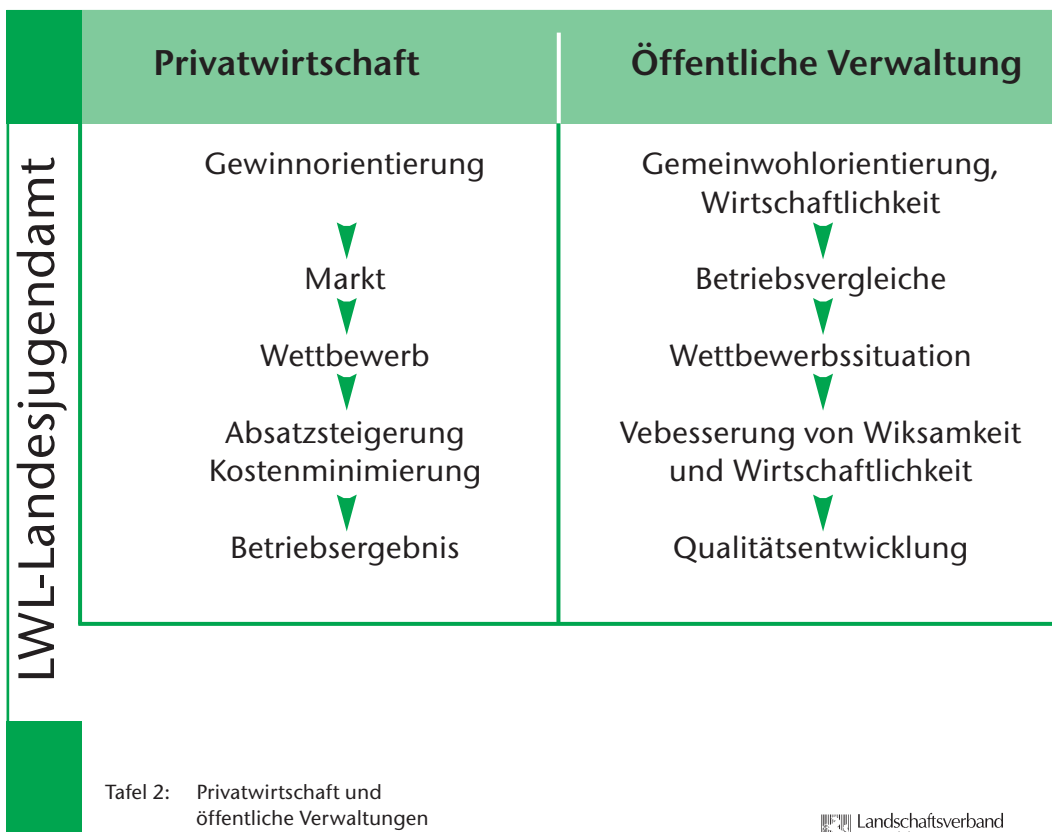 LWL-Landesjugendamt
Privatwirtschaft
Öffentliche Verwaltung
Gewinnorientierung
Markt
Wettbewerb
Absatzsteigerung
Kostenminimierung
Betriebsergebnis
Gemeinwohlorientierung,
Wirtschaftlichkeit
Betriebsvergleiche
Wettbewerbssituation
Vebesserung von Wiksamkeit
und Wirtschaftlichkeit
Qualitätsentwicklung
Tafel 2: Privatwirtschaft und
öffentliche Verwaltungen
Landschaftsverband